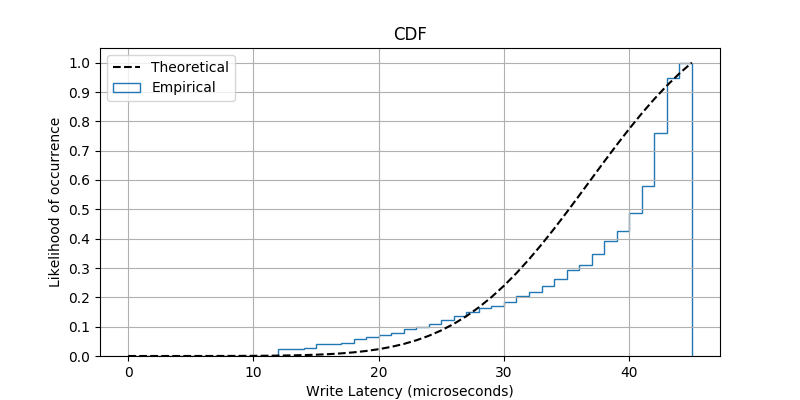 CDF
Theoretical
Empirical
Likelihood of occurrence
1.0
0.9
0.8
0.7
0.6
0.5
0.4
0.3
0.2
0.1
0.0
0 10 20 30 40
Write Latency (microseconds)